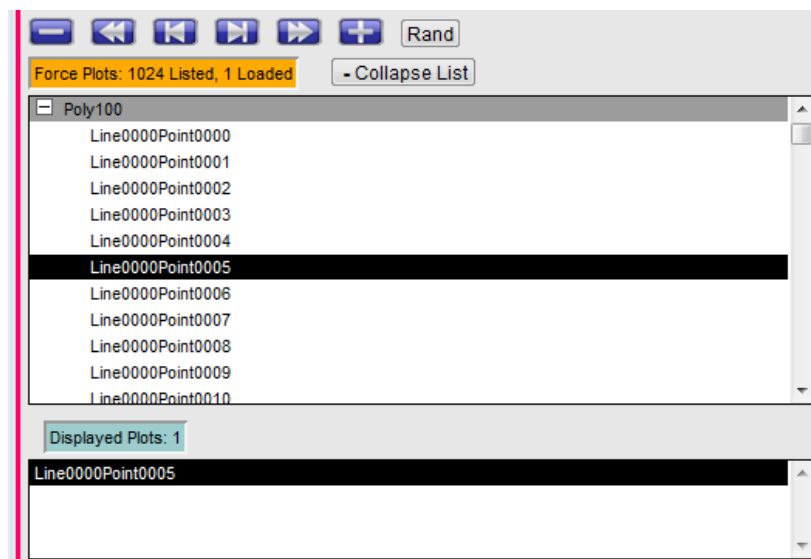 Rand
Force Plots: 1024 Listed, 1 Loaded
- Collapse List
Poly100
Line0000Point0000
Line0000Point0001
Line0000Point0002
Line0000Point0003
Line0000Point0004
Line0000Point0005
Line0000Point0006
Line0000Point0007
Line0000Point0008
Line0000Point0009
Line0000Point0010
Displayed Plots: 1
Line0000Point0005